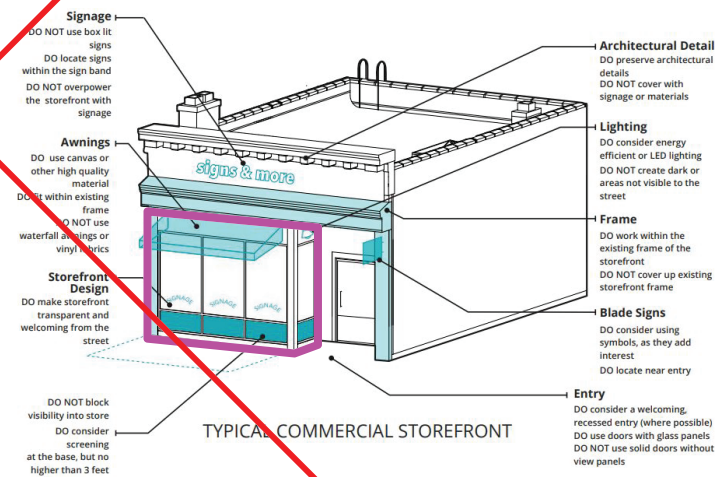 Signage
DO NOT use box lit
signs
DO locate signs
within the sign band
DO NOT overpower
the storefront with
signage
Awnings
DO use canvas or
other high quality
material
DO fit within existing
frame
DO NOT use
waterfall awnings or
vinyl fabrics
Storefront
Design
DO make storefront
transparent and
welcoming from the
street
DO NOT block
visibility into store
DO consider
screening
at the base, but no
higher than 3 feet
signs & more
SIGNAGE
SIGNAGE
SIGNAGE
TYPICAL COMMERCIAL STOREFRONT
Architectural Detail
DO preserve architectural
details
DO NOT cover with
signage or materials
Lighting
DO consider energy
efficient or LED lighting
DO NOT create dark or
areas not visible to the
street
Frame
DO work within the
existing frame of the
storefront
DO NOT cover up existing
storefront frame
Blade Signs
DO consider using
symbols, as they add
interest
DO locate near entry
Entry
DO consider a welcoming,
recessed entry (where possible)
DO use doors with glass panels
DO NOT use solid doors without
view panels